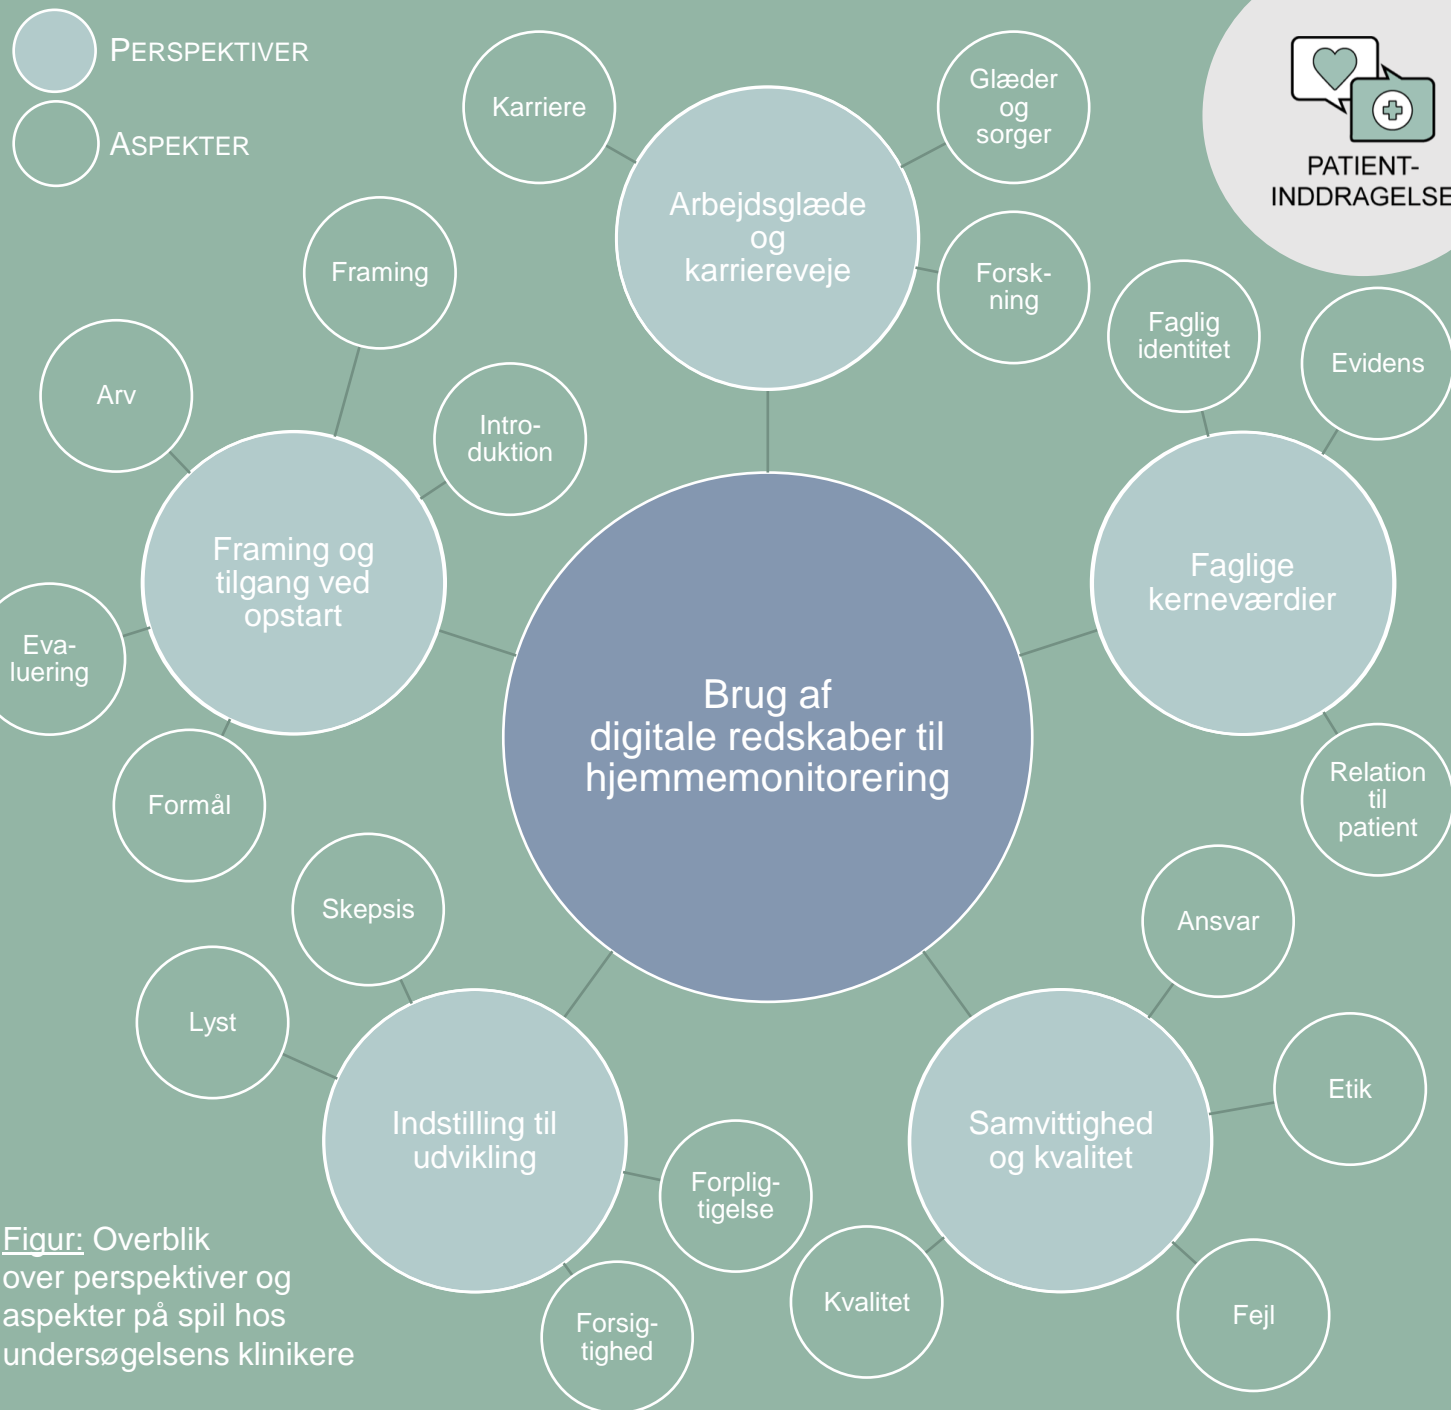 PERSPEKTIVER
ASPEKTER
PATIENT-
INDDRAGELSE
Karriere
Glæder
og
sorger
Arbejdsglæde
og
karriereveje
Forsk-
ning
Framing
Arv
Intro-
duktion
Framing og
tilgang ved
opstart
Eva-
luering
Formål
Faglig
identitet
Evidens
Faglige
kerneværdier
Relation
til
patient
Brug af
digitale redskaber til
hjemmemonitorering
Skepsis
Lyst
Indstilling til
udvikling
Forplig-
tigelse
Forsig-
tighed
Ansvar
Etik
Samvittighed
og kvalitet
Kvalitet
Fejl
Figur: Overblik
over perspektiver og
aspekter på spil hos
undersøgelsens klinikere